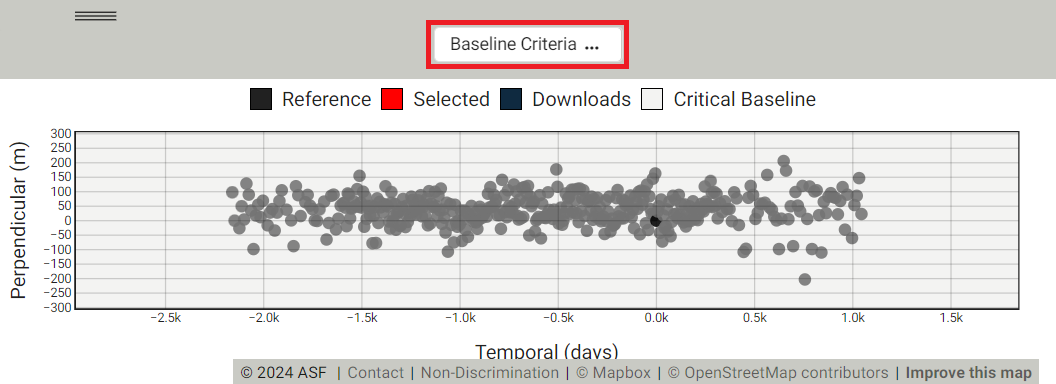 Baseline Criteria ...
Reference Selected Downloads Critical Baseline
Perpendicular (m)
300
250
200
150
100
50
0
−50
−100
−150
−200
−250
−300
−2.5k −2.0k −1.5k −1.0k −0.5k 0.0k 0.5k 1.0k 1.5k
Temporal (days)
© 2024 ASF | Contact | Non-Discrimination | © Mapbox | © OpenStreetMap contributors | Improve this map